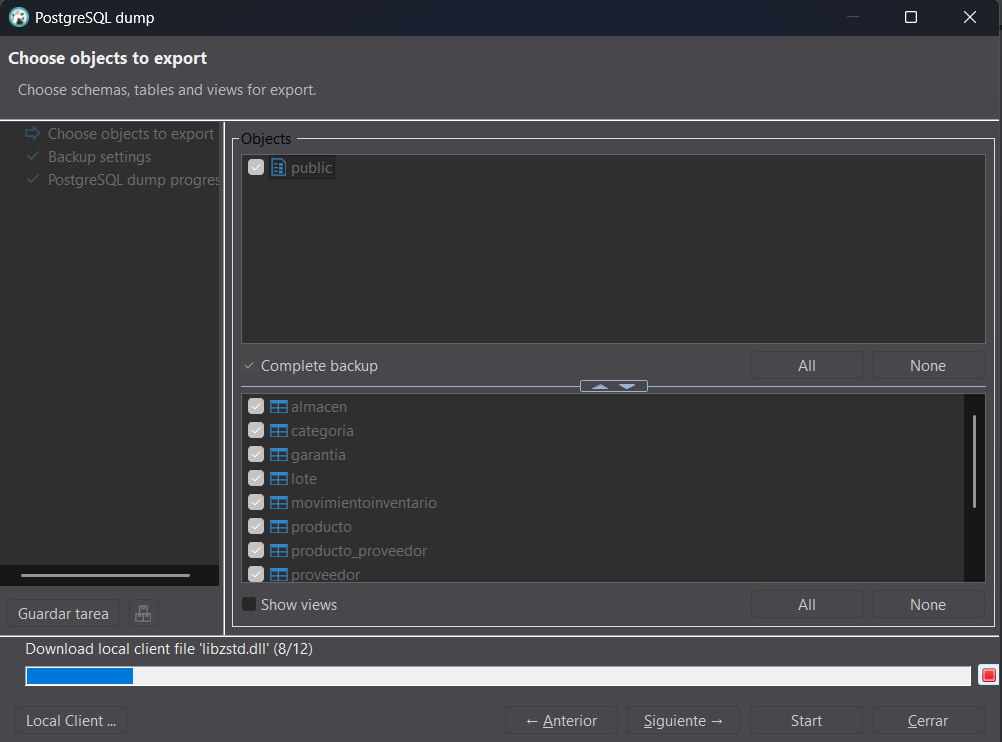 PostgreSQL dump
Choose objects to export
Choose schemas, tables and views for export.
Choose objects to export
Backup settings
PostgreSQL dump progres
Guardar tarea
Objects
public
Complete backup
All
None
almacen
categoria
garantia
lote
movimientoinventario
producto
producto_proveedor
proveedor
Show views
All
None
Download local client file 'libzstd.dll' (8/12)
Local Client ...
← Anterior
Siguiente →
Start
Cerrar